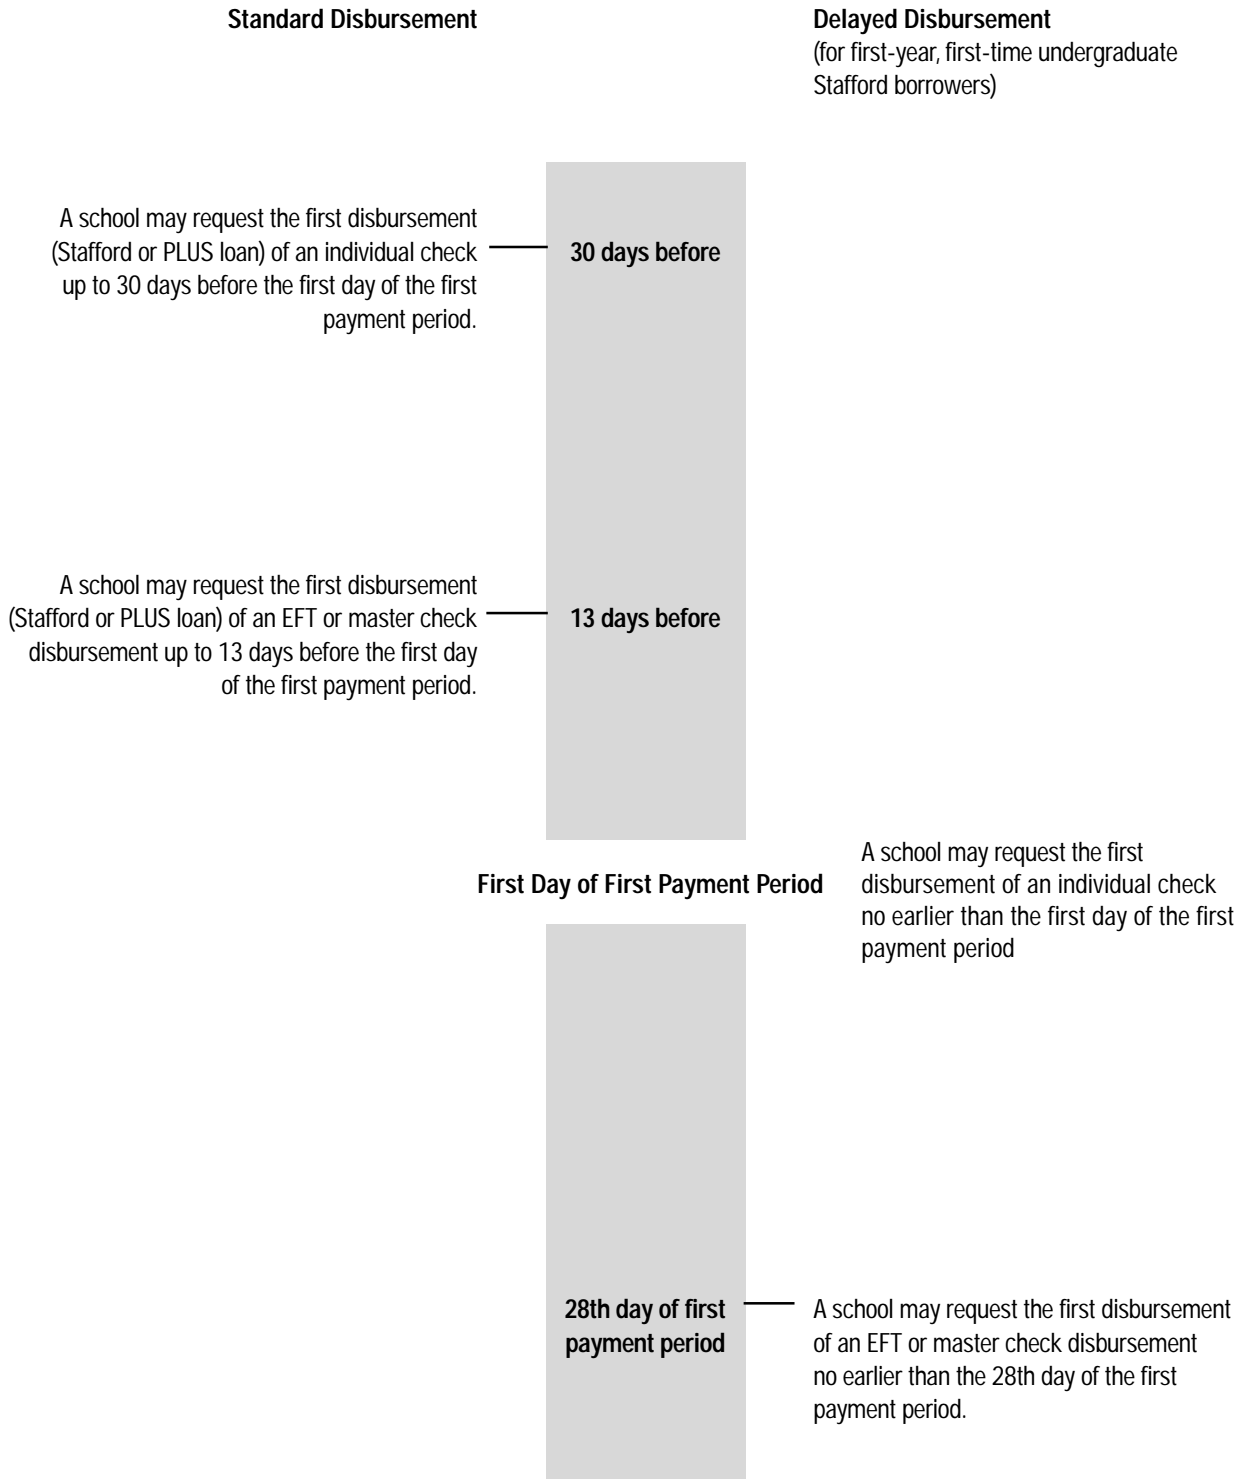 Standard Disbursement
Delayed Disbursement
(for first-year, first-time undergraduate
Stafford borrowers)
A school may request the first disbursement
(Stafford or PLUS loan) of an individual check
up to 30 days before the first day of the first
payment period.
30 days before
A school may request the first disbursement
(Stafford or PLUS loan) of an EFT or master check
disbursement up to 13 days before the first day
of the first payment period.
13 days before
First Day of First Payment Period
A school may request the first
disbursement of an individual check
no earlier than the first day of the first
payment period
28th day of first
payment period
A school may request the first disbursement
of an EFT or master check disbursement
no earlier than the 28th day of the first
payment period.